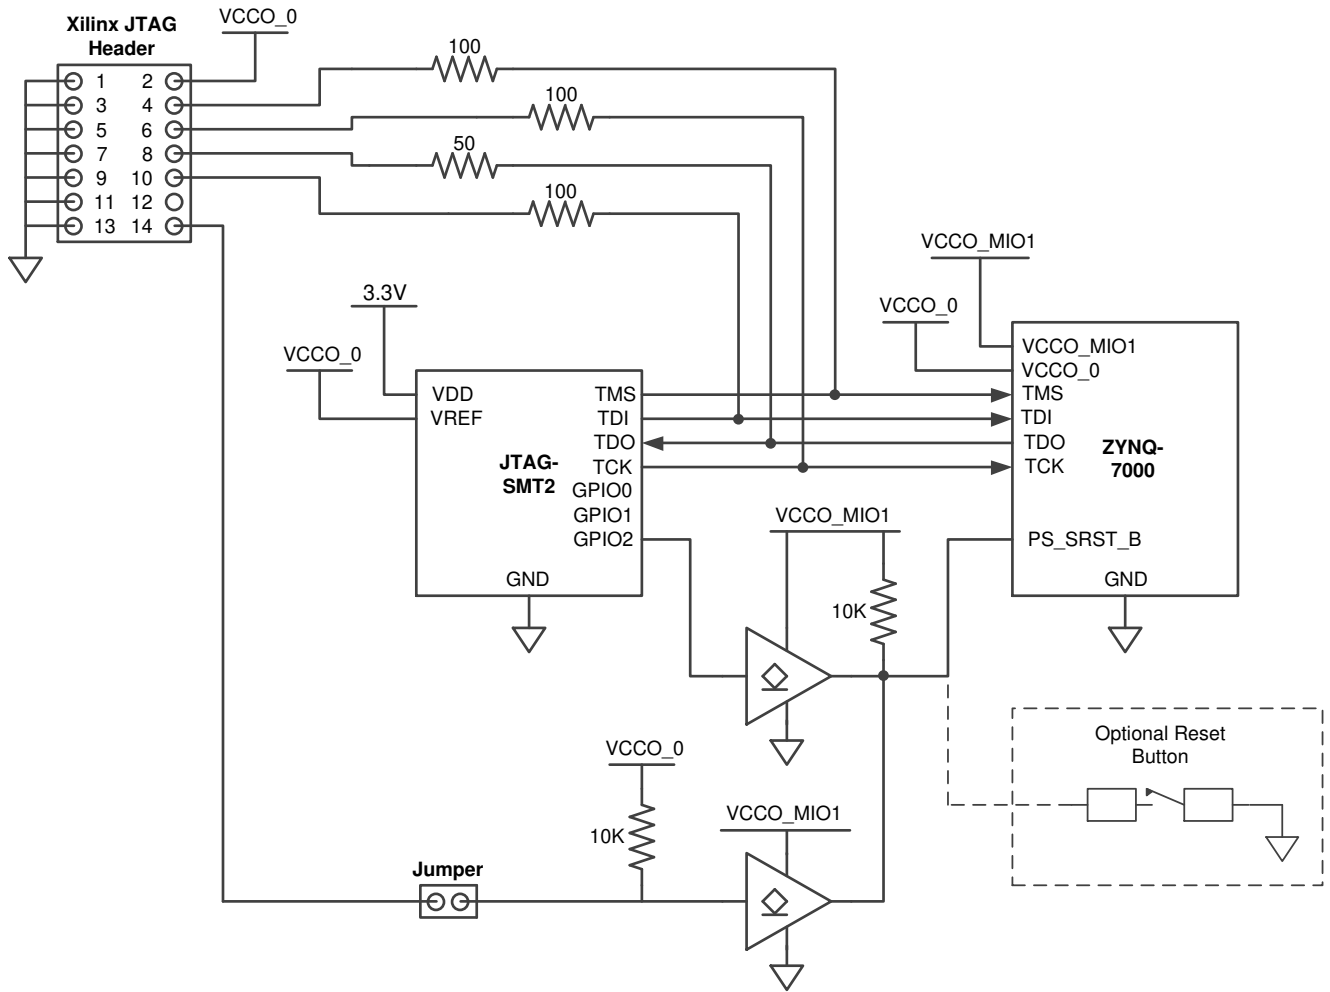 Xilinx JTAG
Header
VCCO_0
1 2
3 4
5 6
7 8
9 10
11 12
13 14
100
100
50
100
VCCO_MIO1
VCCO_0
3.3V
VCCO_0
VDD
VREF
TMS
TDI
TDO
TCK
GPIO0
GPIO1
GPIO2
JTAG-
SMT2
GND
VCCO_MIO1
VCCO_0
TMS
TDI
TDO
TCK
ZYNQ-
7000
PS_SRST_B
GND
VCCO_MIO1
10K
VCCO_0
10K
VCCO_MIO1
Jumper
Optional Reset
Button